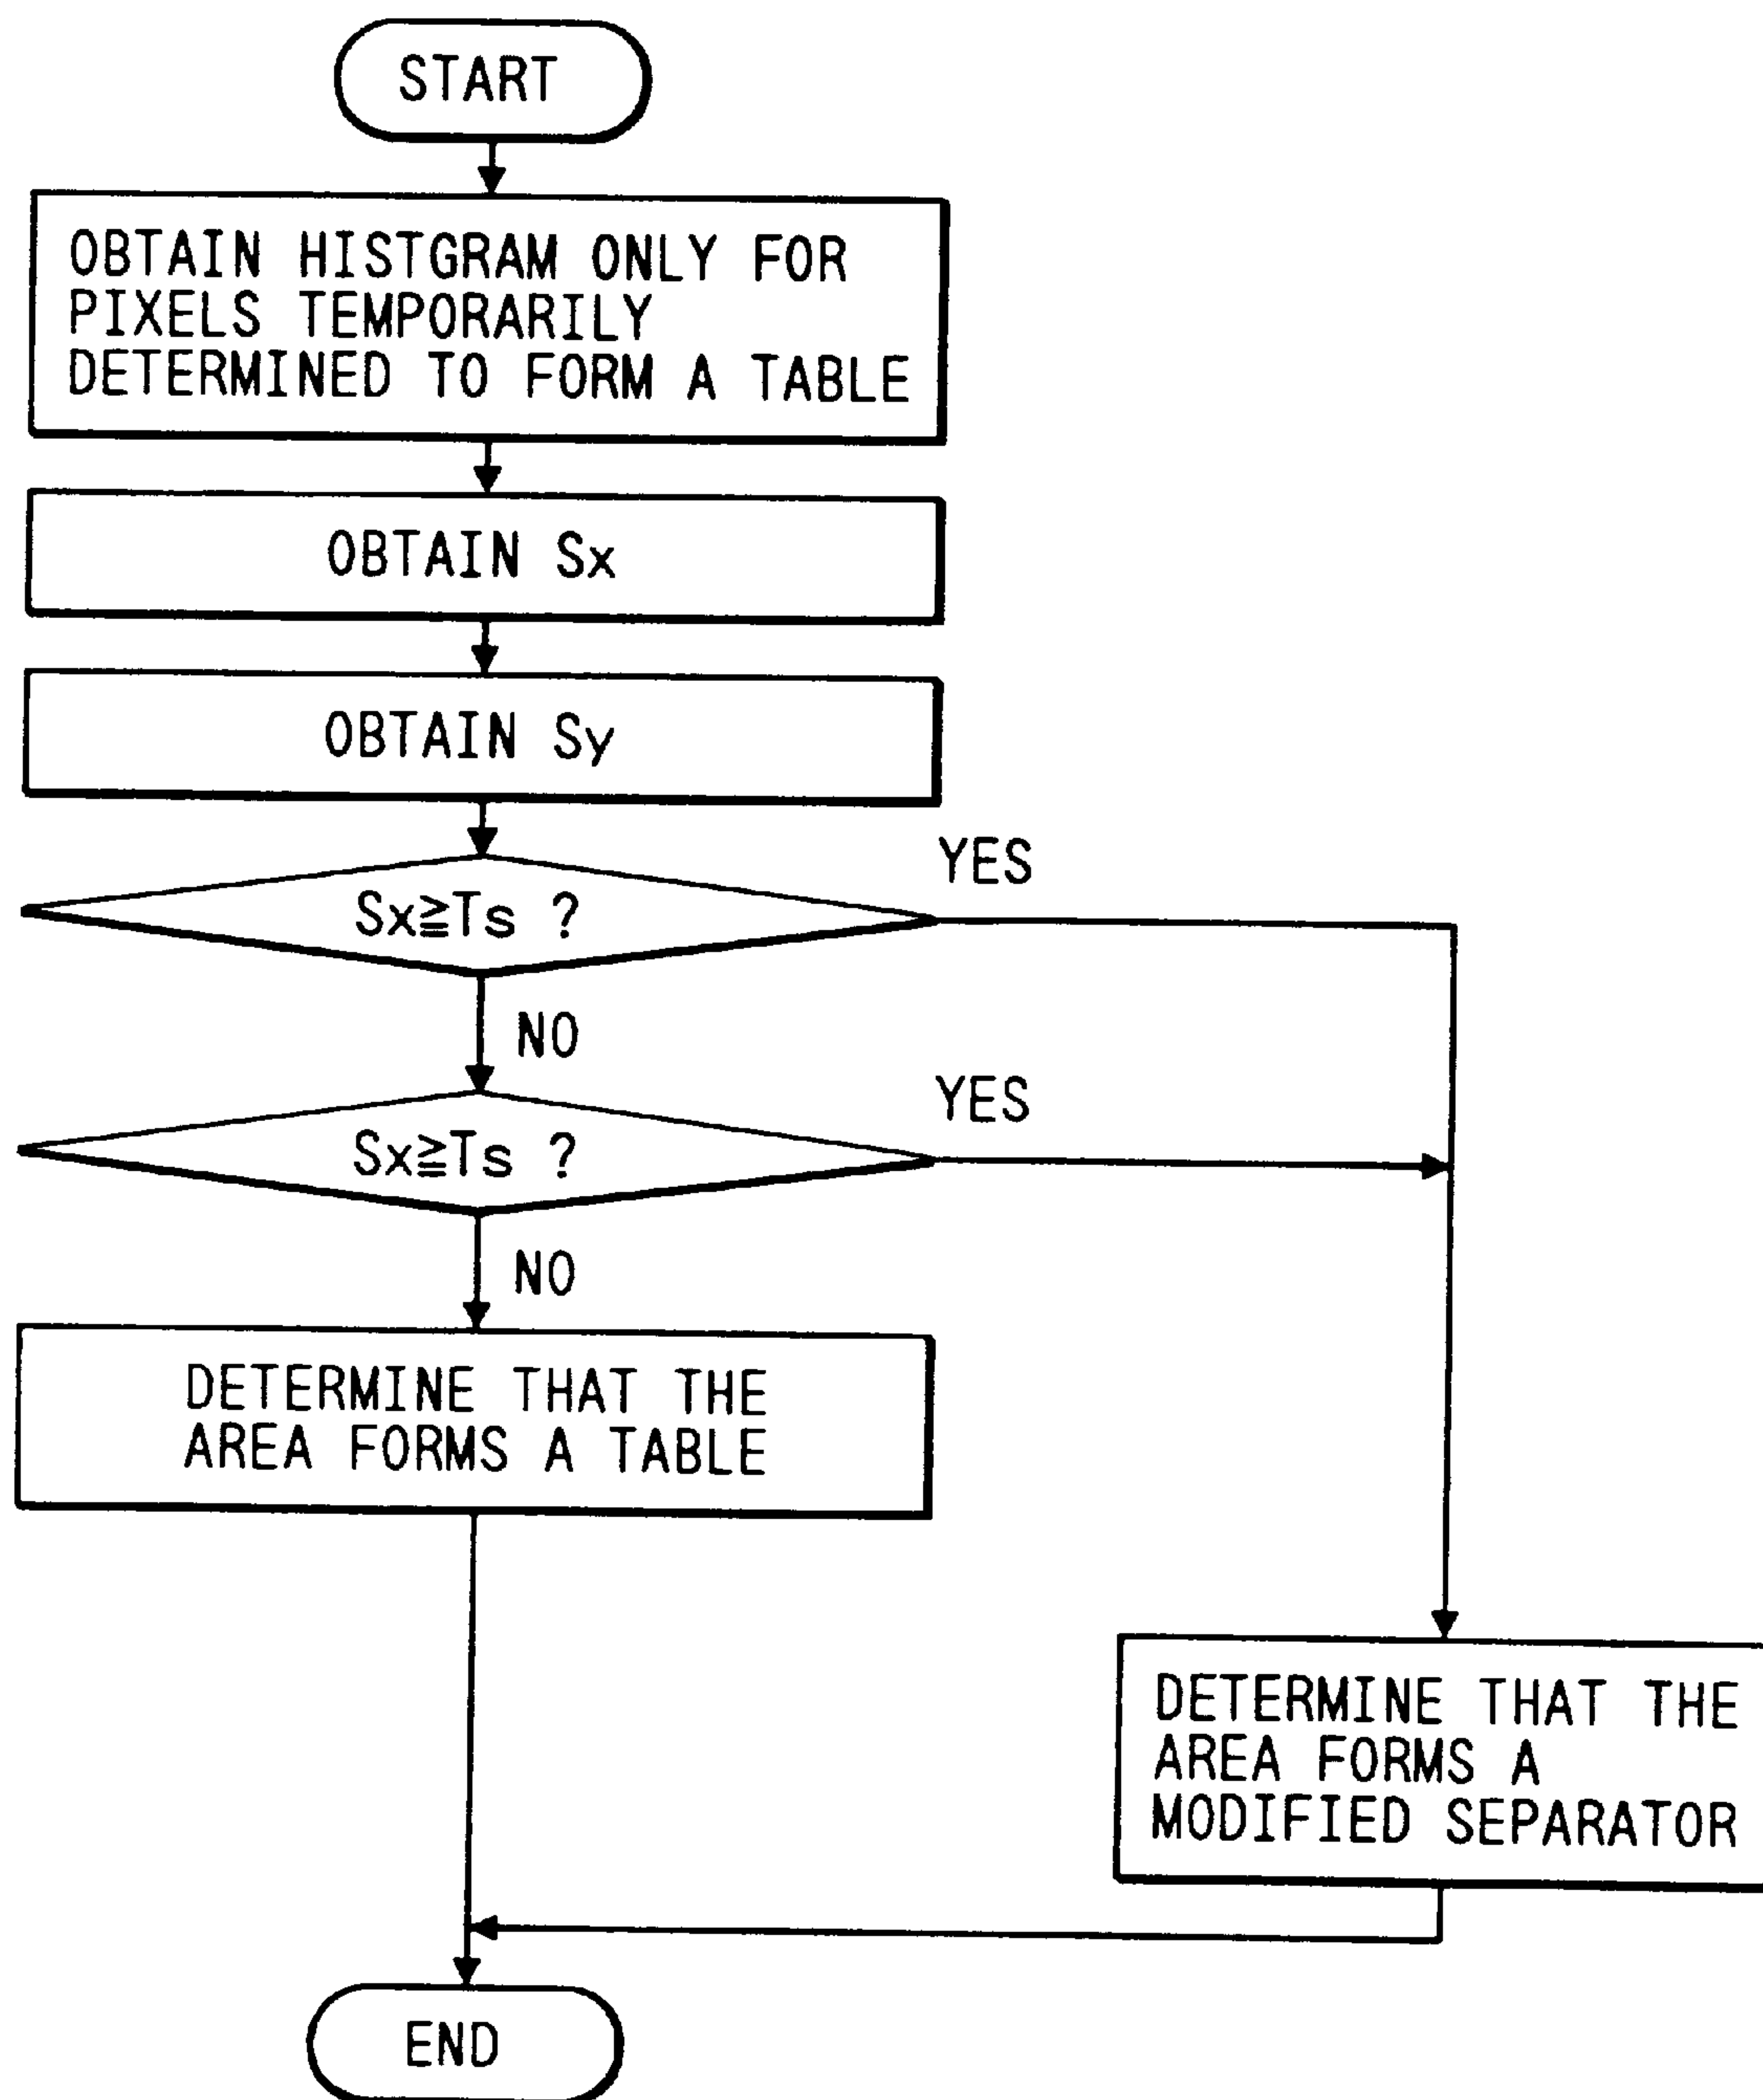 START
OBTAIN HISTGRAM ONLY FOR
PIXELS TEMPORARILY
DETERMINED TO FORM A TABLE
OBTAIN Sx
OBTAIN Sy
Sx≧Ts ?
YES
NO
Sx≧Ts ?
YES
NO
DETERMINE THAT THE
AREA FORMS A TABLE
DETERMINE THAT THE
AREA FORMS A
MODIFIED SEPARATOR
END